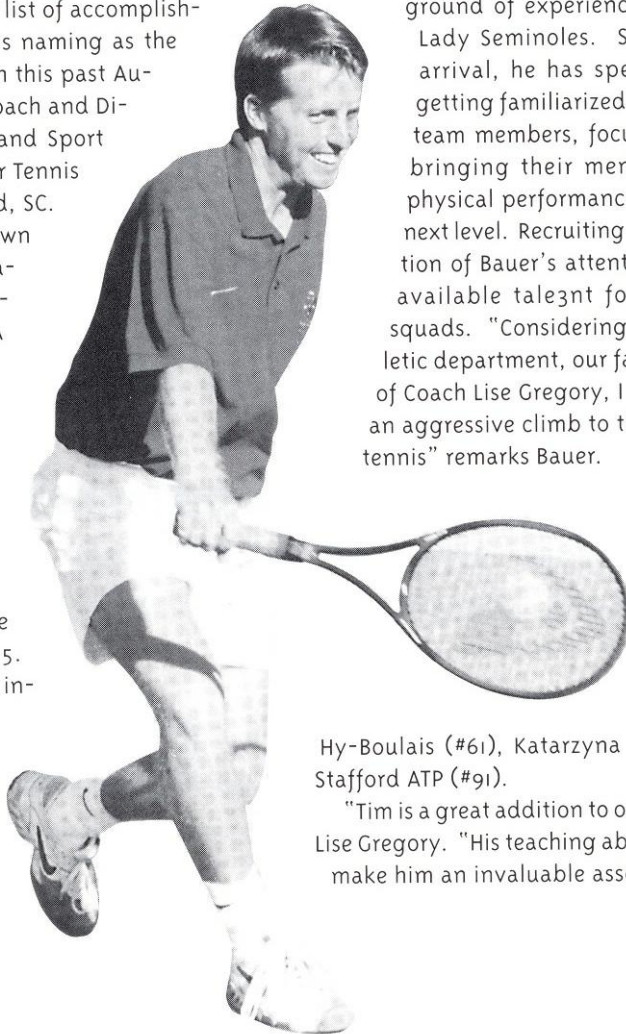 list of accomplish-
s naming as the
n this past Au-
oach and Di-
and Sport
r Tennis
d, SC.
wn
a-
-
A
e
5.
in-
ground of experienc
Lady Seminoles. S
arrival, he has spe
getting familiarized
team members, focu
bringing their men
physical performanc
next level. Recruiting
tion of Bauer's attent
available tale3nt fo
squads. "Considering
letic department, our fa
of Coach Lise Gregory, I
an aggressive climb to t
tennis" remarks Bauer.
Hy-Boulais (#61), Katarzyna
Stafford ATP (#91).
"Tim is a great addition to o
Lise Gregory. "His teaching ab
make him an invaluable ass